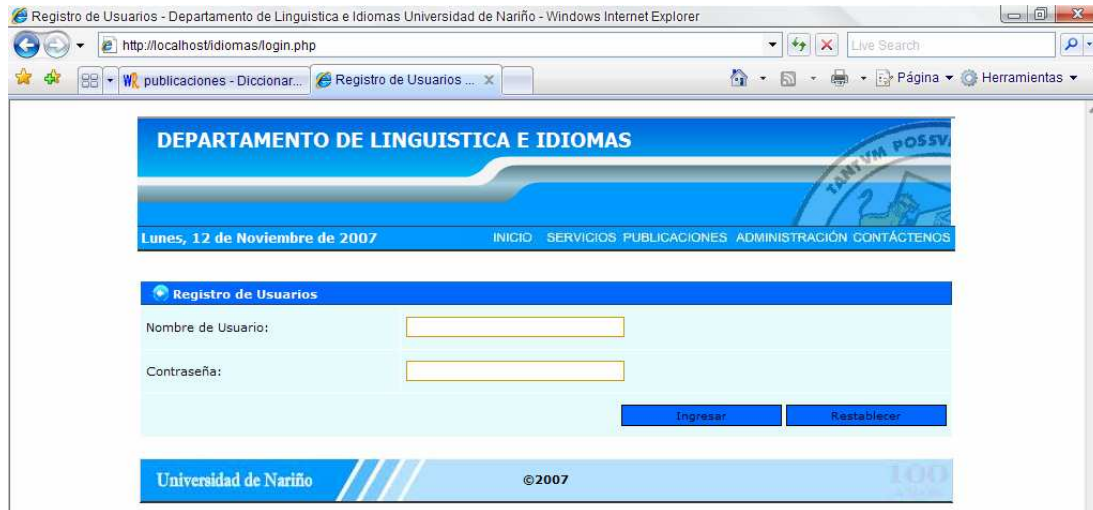 Registro de Usuarios - Departamento de Linguistica e Idiomas Universidad de Nariño - Windows Internet Explorer
http://localhost/idiomas/login.php
Live Search
publicaciones - Diccionar...
Registro de Usuarios ...
Página
Herramientas
DEPARTAMENTO DE LINGUISTICA E IDIOMAS
TANTVM POSSV
Lunes, 12 de Noviembre de 2007
INICIO SERVICIOS PUBLICACIONES ADMINISTRACIÓN CONTÁCTENOS
Registro de Usuarios
Nombre de Usuario:
Contraseña:
Ingresar
Restablecer
Universidad de Nariño
©2007
100